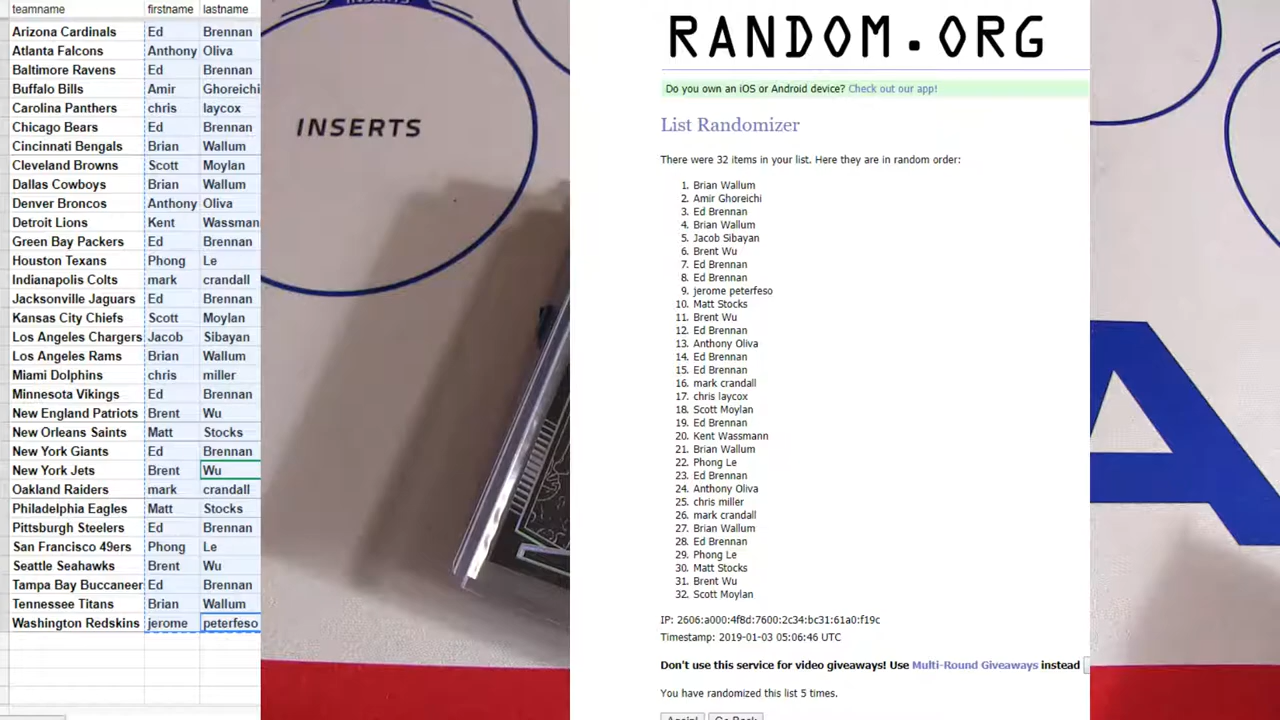 teamname firstname lastname
Arizona Cardinals Ed Brennan
Atlanta Falcons Anthony Oliva
Baltimore Ravens Ed Brennan
Buffalo Bills Amir Ghoreichi
Carolina Panthers chris laycox
Chicago Bears Ed Brennan
Cincinnati Bengals Brian Wallum
Cleveland Browns Scott Moylan
Dallas Cowboys Brian Wallum
Denver Broncos Anthony Oliva
Detroit Lions Kent Wassman
Green Bay Packers Ed Brennan
Houston Texans Phong Le
Indianapolis Colts mark crandall
Jacksonville Jaguars Ed Brennan
Kansas City Chiefs Scott Moylan
Los Angeles Chargers Jacob Sibayan
Los Angeles Rams Brian Wallum
Miami Dolphins chris miller
Minnesota Vikings Ed Brennan
New England Patriots Brent Wu
New Orleans Saints Matt Stocks
New York Giants Ed Brennan
New York Jets Brent Wu
Oakland Raiders mark crandall
Philadelphia Eagles Matt Stocks
Pittsburgh Steelers Ed Brennan
San Francisco 49ers Phong Le
Seattle Seahawks Brent Wu
Tampa Bay Buccaneer Ed Brennan
Tennessee Titans Brian Wallum
Washington Redskins jerome peterfeso
INSERTS
RANDOM.ORG
Do you own an iOS or Android device? Check out our app!
List Randomizer
There were 32 items in your list. Here they are in random order:
1. Brian Wallum
2. Amir Ghoreichi
3. Ed Brennan
4. Brian Wallum
5. Jacob Sibayan
6. Brent Wu
7. Ed Brennan
8. Ed Brennan
9. jerome peterfeso
10. Matt Stocks
11. Brent Wu
12. Ed Brennan
13. Anthony Oliva
14. Ed Brennan
15. Ed Brennan
16. mark crandall
17. chris laycox
18. Scott Moylan
19. Ed Brennan
20. Kent Wassmann
21. Brian Wallum
22. Phong Le
23. Ed Brennan
24. Anthony Oliva
25. chris miller
26. mark crandall
27. Brian Wallum
28. Ed Brennan
29. Phong Le
30. Matt Stocks
31. Brent Wu
32. Scott Moylan
IP: 2606:a000:4f8d:7600:2c34:bc31:61a0:f19c
Timestamp: 2019-01-03 05:06:46 UTC
Don't use this service for video giveaways! Use Multi-Round Giveaways instead
You have randomized this list 5 times.
Again! Go Back